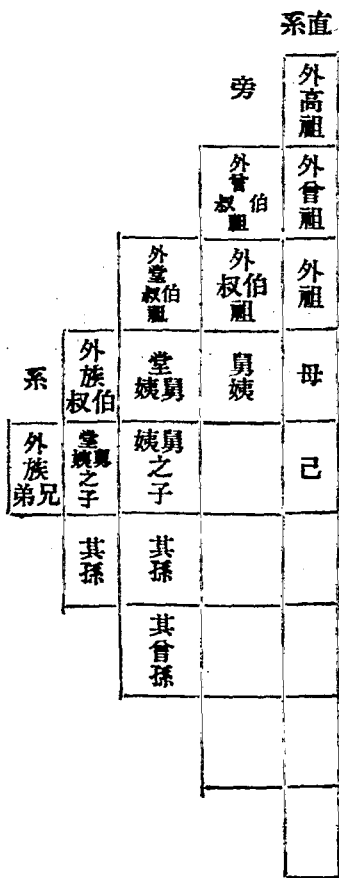 直系
外高祖
外曾祖
外祖
母
己
旁
外曾伯叔祖
外伯叔祖
舅姨
外堂伯叔祖
堂舅姨
舅姨之子
其孫
其曾孫
外族伯叔
堂舅姨之子
其孫
系
外族兄弟